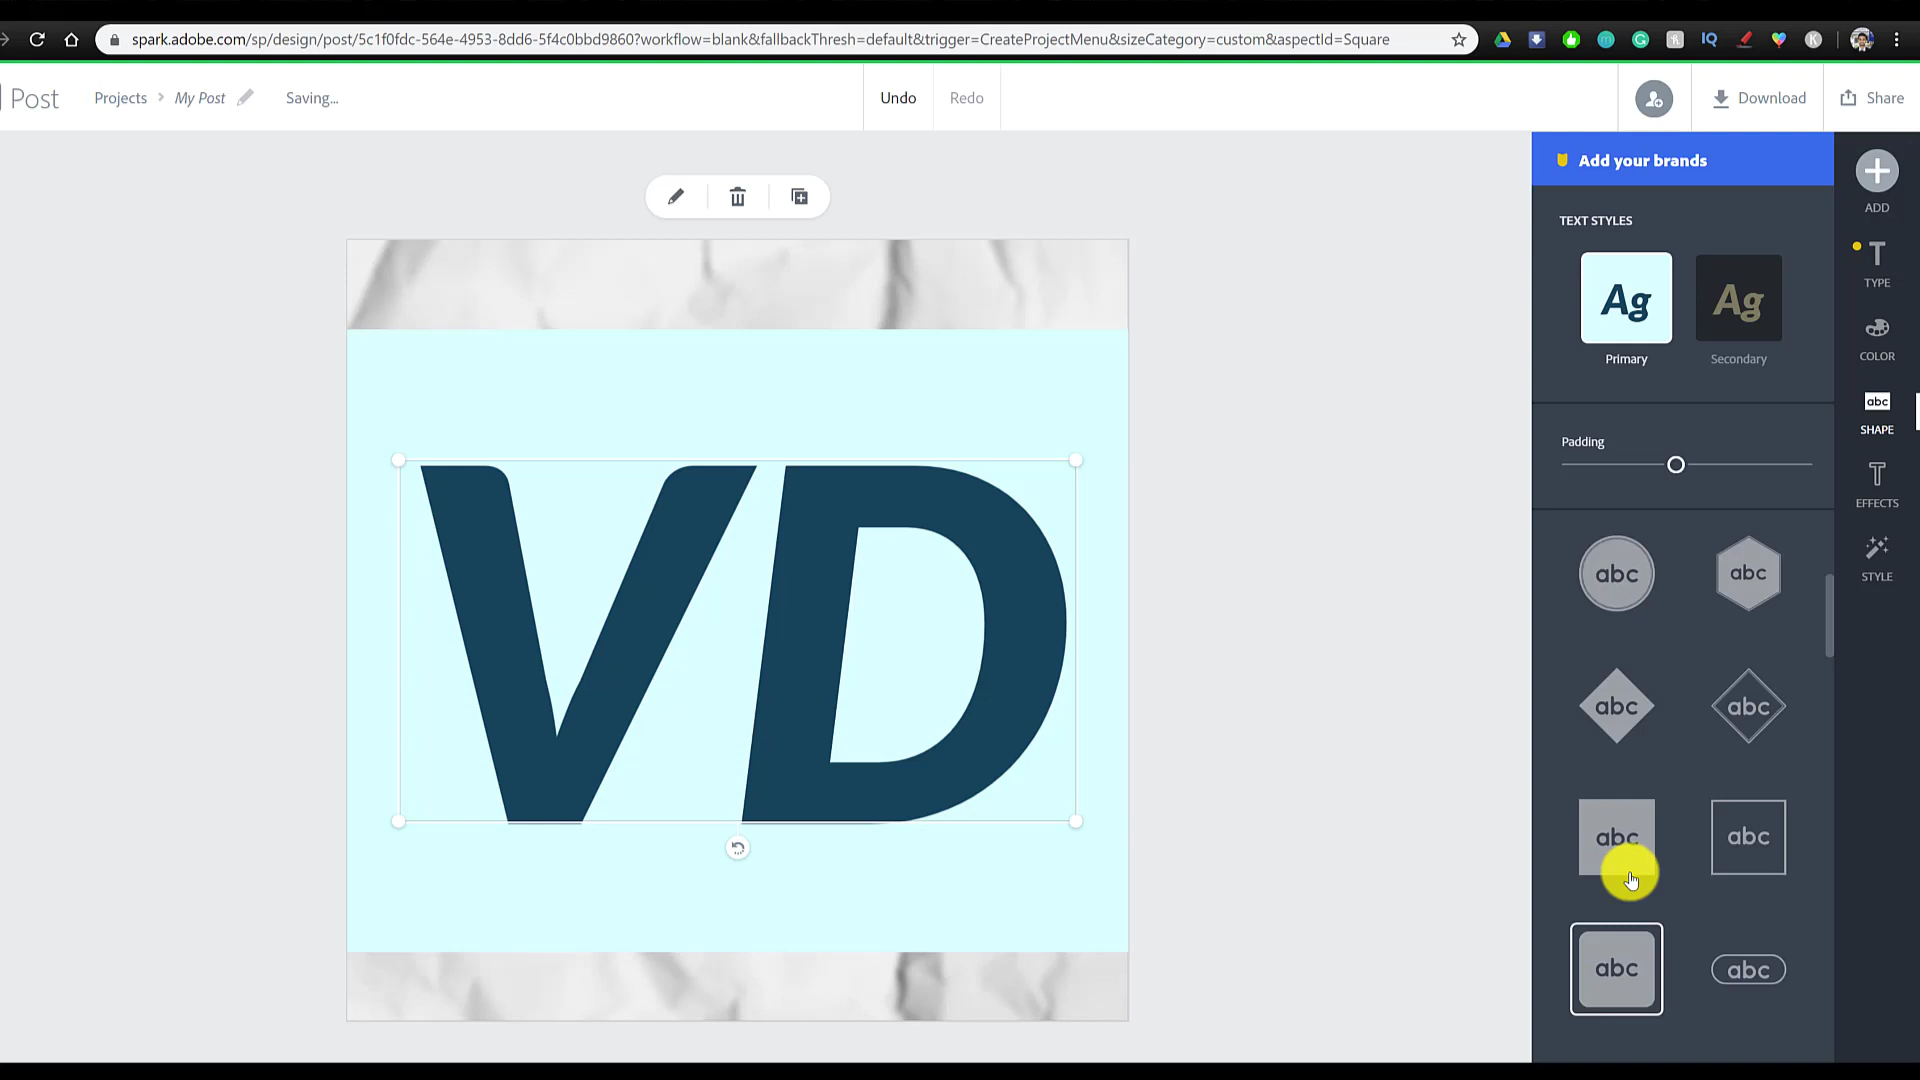 spark.adobe.com/sp/design/post/5c1f0fdc-564e-4953-8dd6-5f4c0bbd9860?workflow=blank&fallbackThresh=default&trigger=CreateProjectMenu&sizeCategory=custom&aspectId=Square
IQ
K
Post
Projects
My Post
Saving...
Undo
Redo
Download
Share
Add your brands
ADD
TEXT STYLES
Ag
Ag
Primary
Secondary
T
TYPE
COLOR
abc
SHAPE
Padding
T
EFFECTS
STYLE
VD
abc
abc
abc
abc
abc
abc
abc
abc